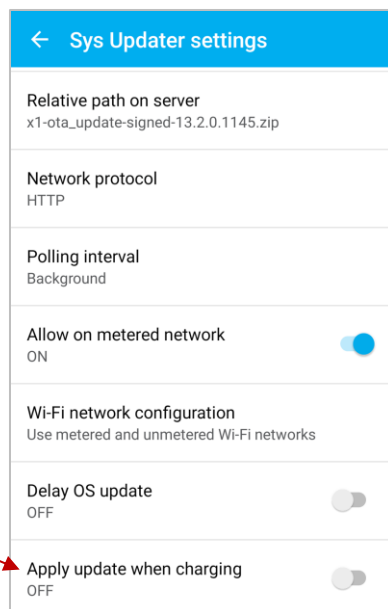 Sys Updater settings
Relative path on server
x1-ota_update-signed-13.2.0.1145.zip
Network protocol
HTTP
Polling interval
Background
Allow on metered network
ON
Wi-Fi network configuration
Use metered and unmetered Wi-Fi networks
Delay OS update
OFF
Apply update when charging
OFF